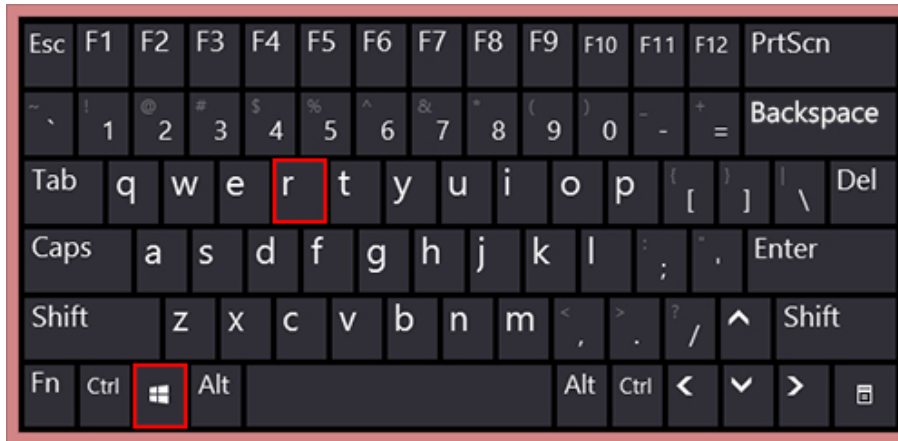 Esc F1 F2 F3 F4 F5 F6 F7 F8 F9 F10 F11 F12 PrtScn
~ ` ! 1 @ 2 # 3 $ 4 % 5 ^ 6 & 7 * 8 ( 9 ) 0 _ - + = Backspace
Tab q w e r t y u i o p { [ } ] | \ Del
Caps a s d f g h j k l : ; " ' Enter
Shift z x c v b n m < , > . ? / Shift
Fn Ctrl Alt Alt Ctrl